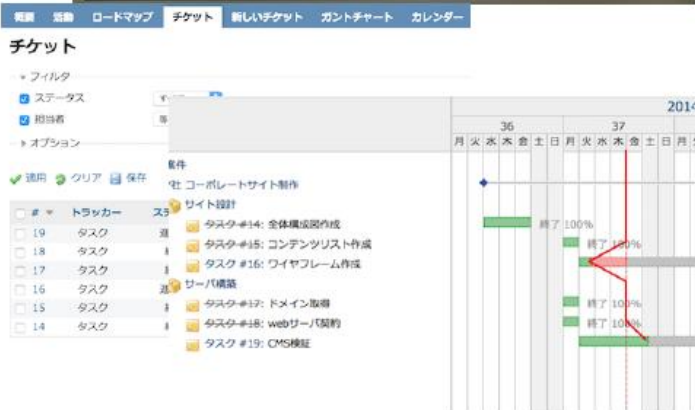 概要 活動 ロードマップ チケット 新しいチケット ガントチャート カレンダー
チケット
フィルタ
ステータス
担当者
オプション
適用 クリア 保存
# トラッカー
19 タスク
18 タスク
17 タスク
16 タスク
15 タスク
14 タスク
コーポレートサイト制作
サイト設計
タスク #14: 全体構成図作成
タスク #15: コンテンツリスト作成
タスク #16: ワイヤフレーム作成
サーバ構築
タスク #17: ドメイン取得
タスク #18: webサーバ契約
タスク #19: CMS検証
2014
36 37
月 火 水 木 金 土 日 月 火 水 木 金 土 日 月
終了 100%
終了 100%
終了 100%
終了 100%